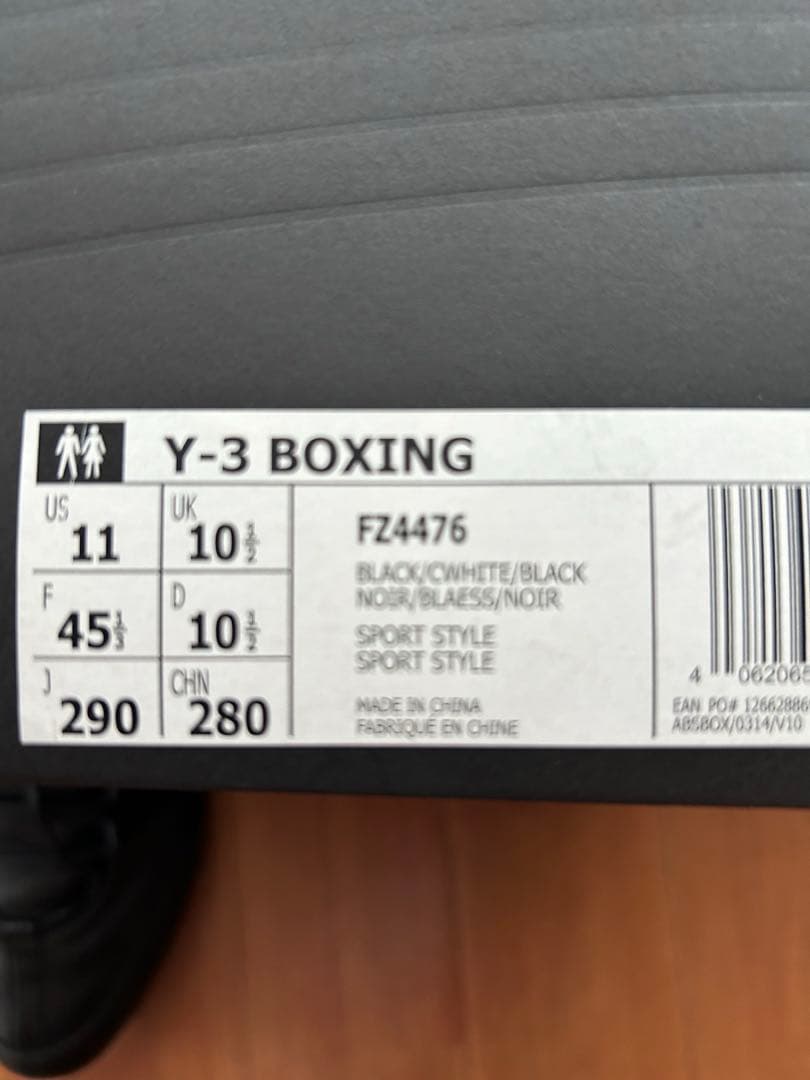 Y-3 BOXING
US 11
UK 10½
F 45⅓
D 10½
J 290
CHN 280
FZ4476
BLACK/CWHITE/BLACK
NOIR/BLAESS/NOIR
SPORT STYLE
SPORT STYLE
MADE IN CHINA
FABRIQUÉ EN CHINE
4 062065
EAN PO# 12662886
ABSBOX/0314/V10